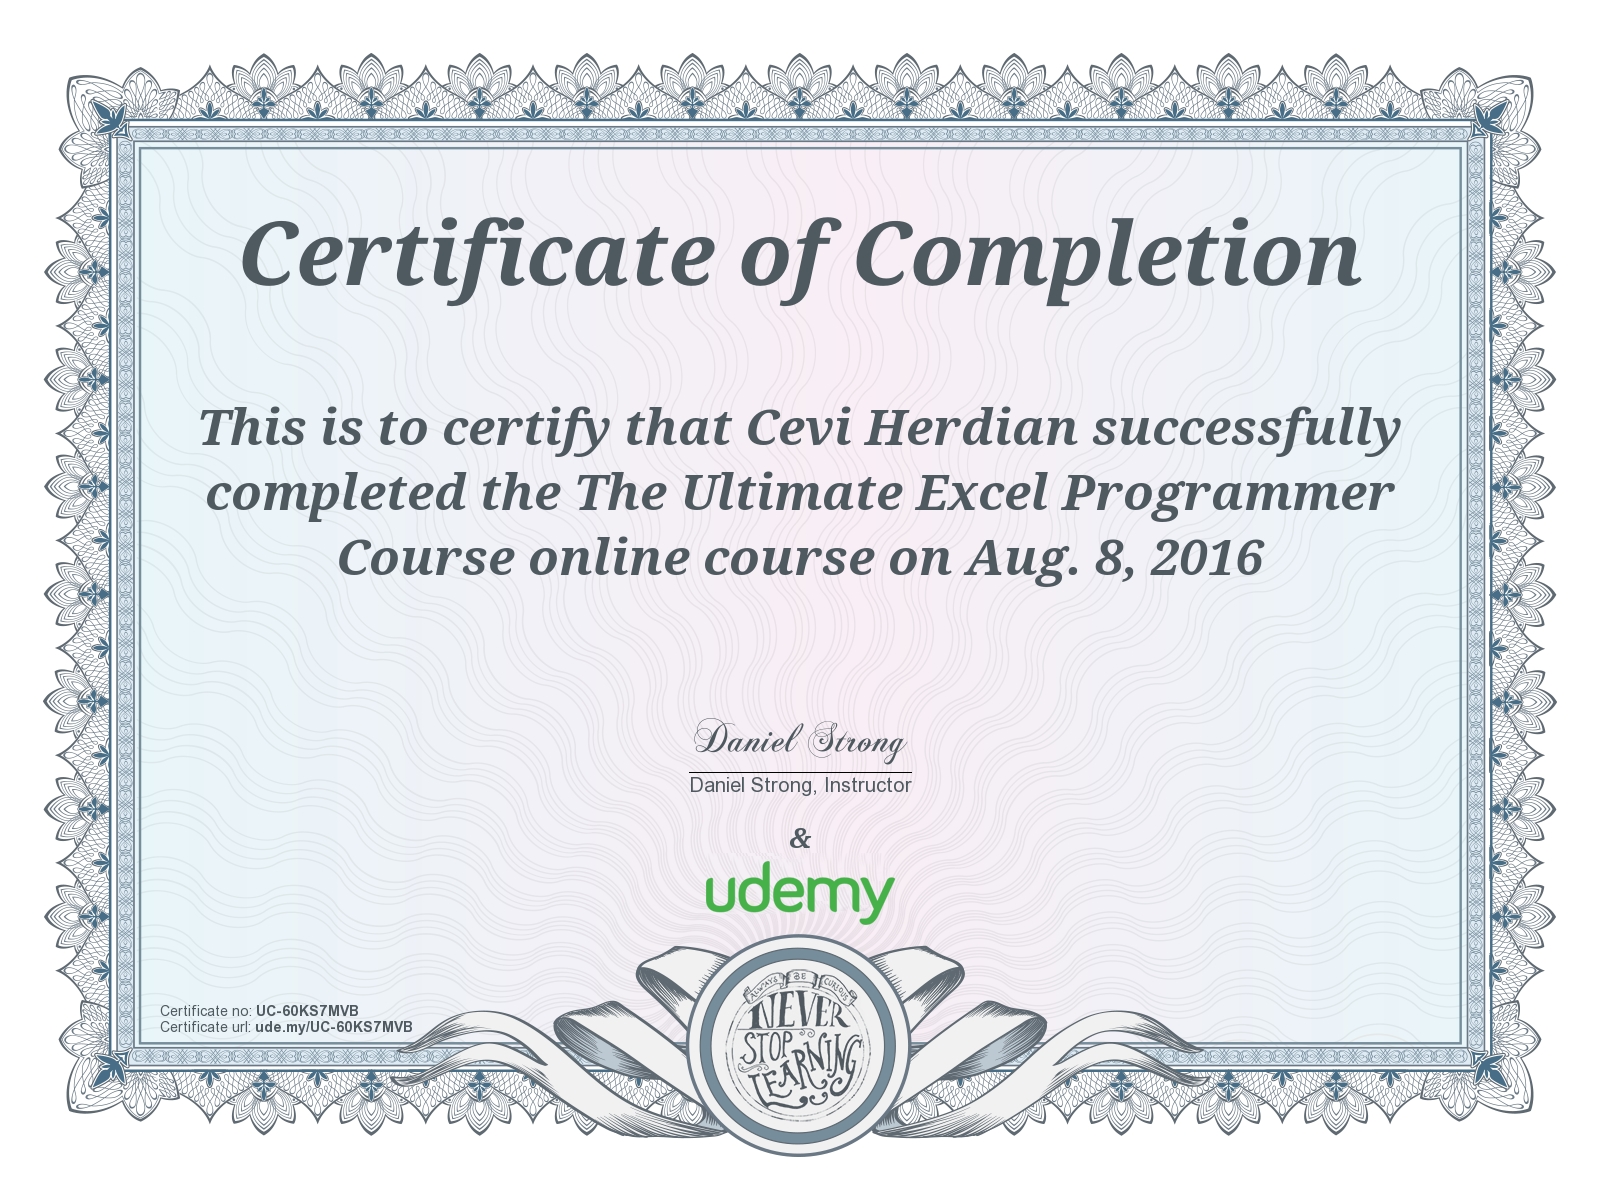 Certificate of Completion
This is to certify that Cevi Herdian successfully
completed the The Ultimate Excel Programmer
Course online course on Aug. 8, 2016
Daniel Strong
Daniel Strong, Instructor
&
udemy
ALWAYS BE CURIOUS
NEVER
STOP
LEARNING
Certificate no: UC-60KS7MVB
Certificate url: ude.my/UC-60KS7MVB